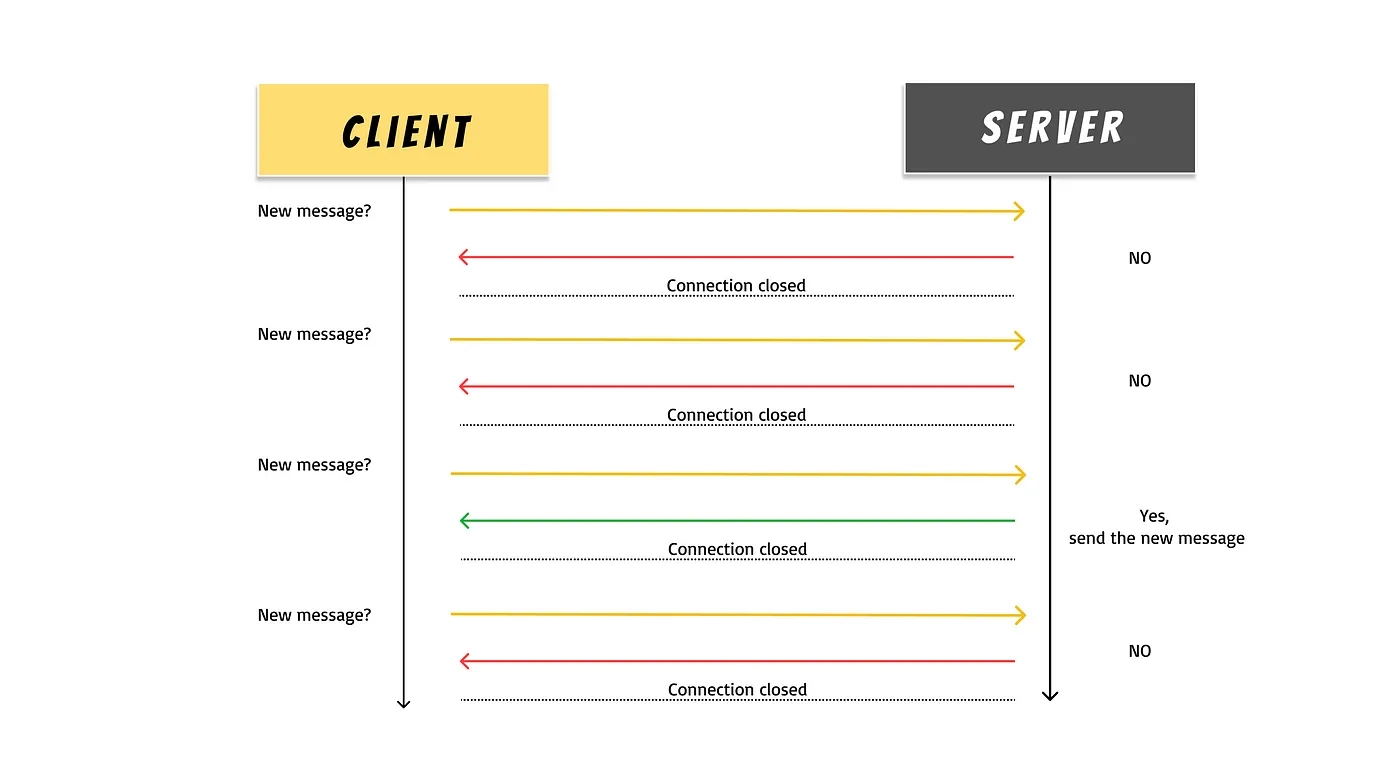 CLIENT
SERVER
New message?
NO
Connection closed
New message?
NO
Connection closed
New message?
Yes,
send the new message
Connection closed
New message?
NO
Connection closed